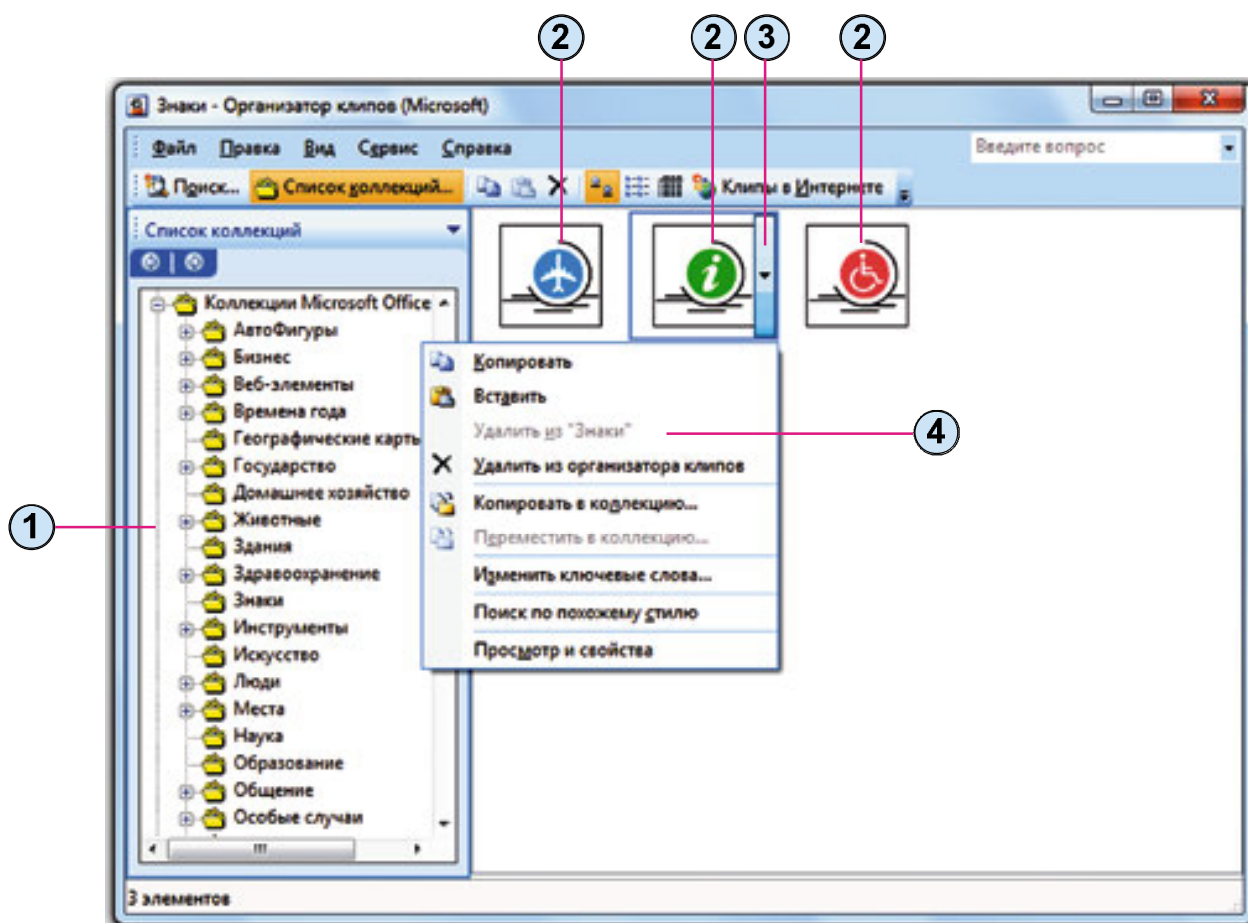 2 2 3 2
Знаки - Организатор клипов (Microsoft)
Файл Правка Вид Сервис Справка
Введите вопрос
Поиск... Список коллекций... Клипы в Интернете
Список коллекций
Коллекции Microsoft Office
АвтоФигуры
Бизнес
Веб-элементы
Времена года
Географические карты
Государство
Домашнее хозяйство
Животные
Здания
Здравоохранение
Знаки
Инструменты
Искусство
Люди
Места
Наука
Образование
Общение
Особые случаи
i
Копировать
Вставить
Удалить из "Знаки"
Удалить из организатора клипов
Копировать в коллекцию...
Переместить в коллекцию...
Изменить ключевые слова...
Поиск по похожему стилю
Просмотр и свойства
4
1
3 элементов